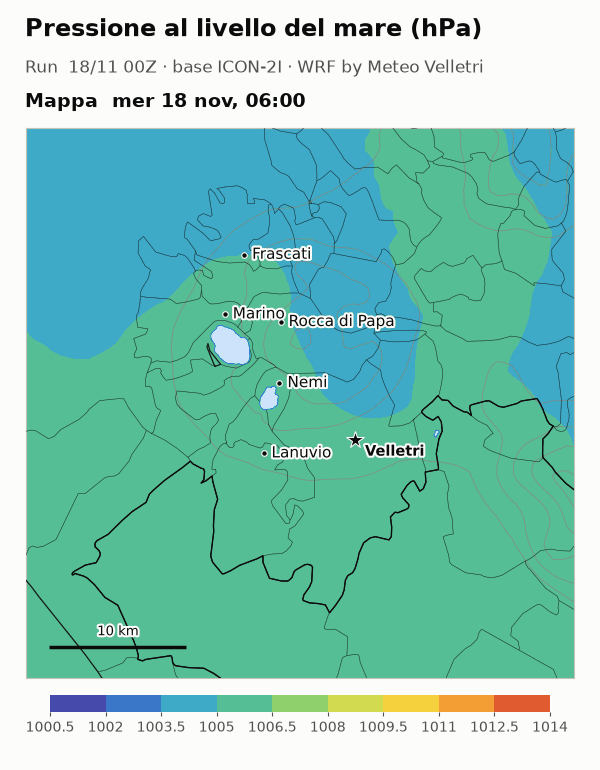 Pressione al livello del mare (hPa)
Run  18/11 00Z · base ICON-2I · WRF by Meteo Velletri
Mappa  mer 18 nov, 06:00
Frascati
Marino
Rocca di Papa
Nemi
Velletri
Lanuvio
10 km
1000.5 1002 1003.5 1005 1006.5 1008 1009.5 1011 1012.5 1014